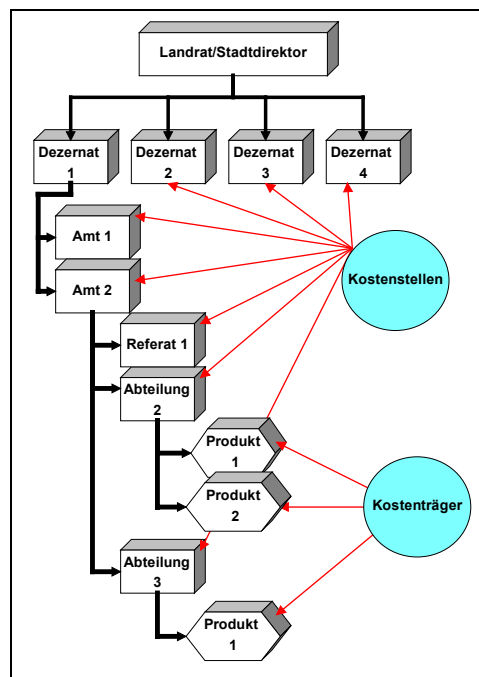 Landrat/Stadtdirektor
Dezernat
1
Dezernat
2
Dezernat
3
Dezernat
4
Amt 1
Amt 2
Kostenstellen
Referat 1
Abteilung
2
Produkt
1
Produkt
2
Kostenträger
Abteilung
3
Produkt
1